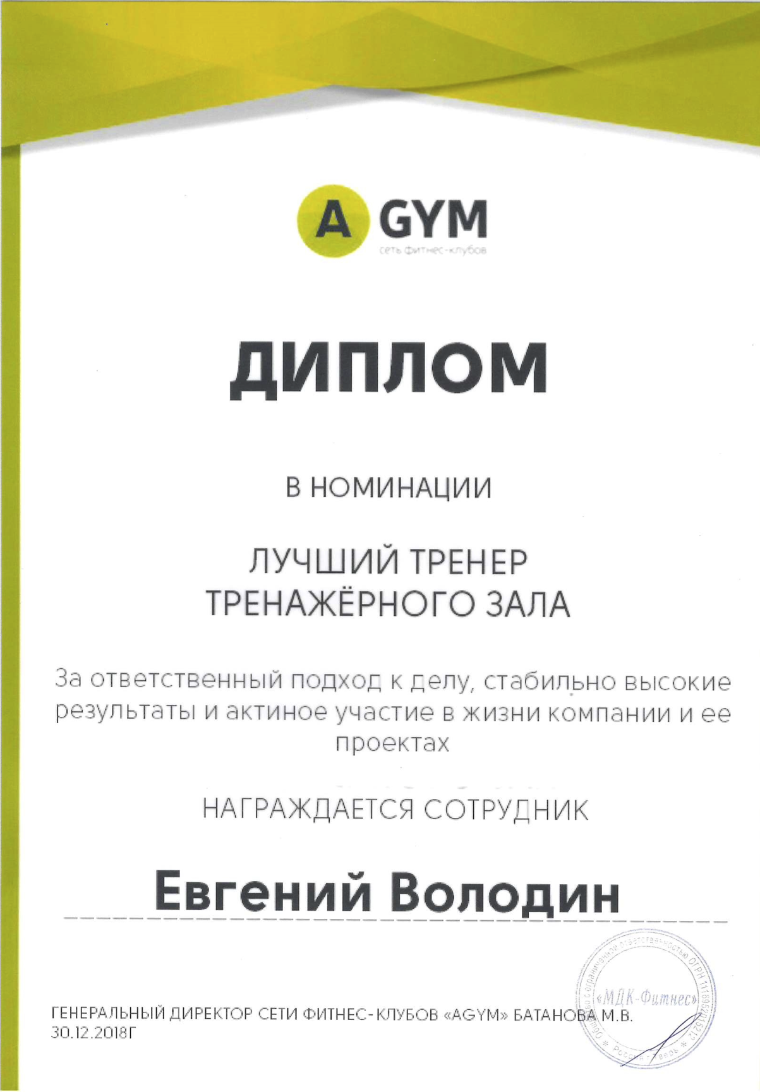 A GYM
сеть фитнес-клубов
ДИПЛОМ
В НОМИНАЦИИ
ЛУЧШИЙ ТРЕНЕР
ТРЕНАЖЁРНОГО ЗАЛА
За ответственный подход к делу, стабильно высокие
результаты и актиное участие в жизни компании и ее
проектах
НАГРАЖДАЕТСЯ СОТРУДНИК
Евгений Володин
«МДК-Фитнес»
ГЕНЕРАЛЬНЫЙ ДИРЕКТОР СЕТИ ФИТНЕС-КЛУБОВ «AGYM» БАТАНОВА М.В.
30.12.2018Г